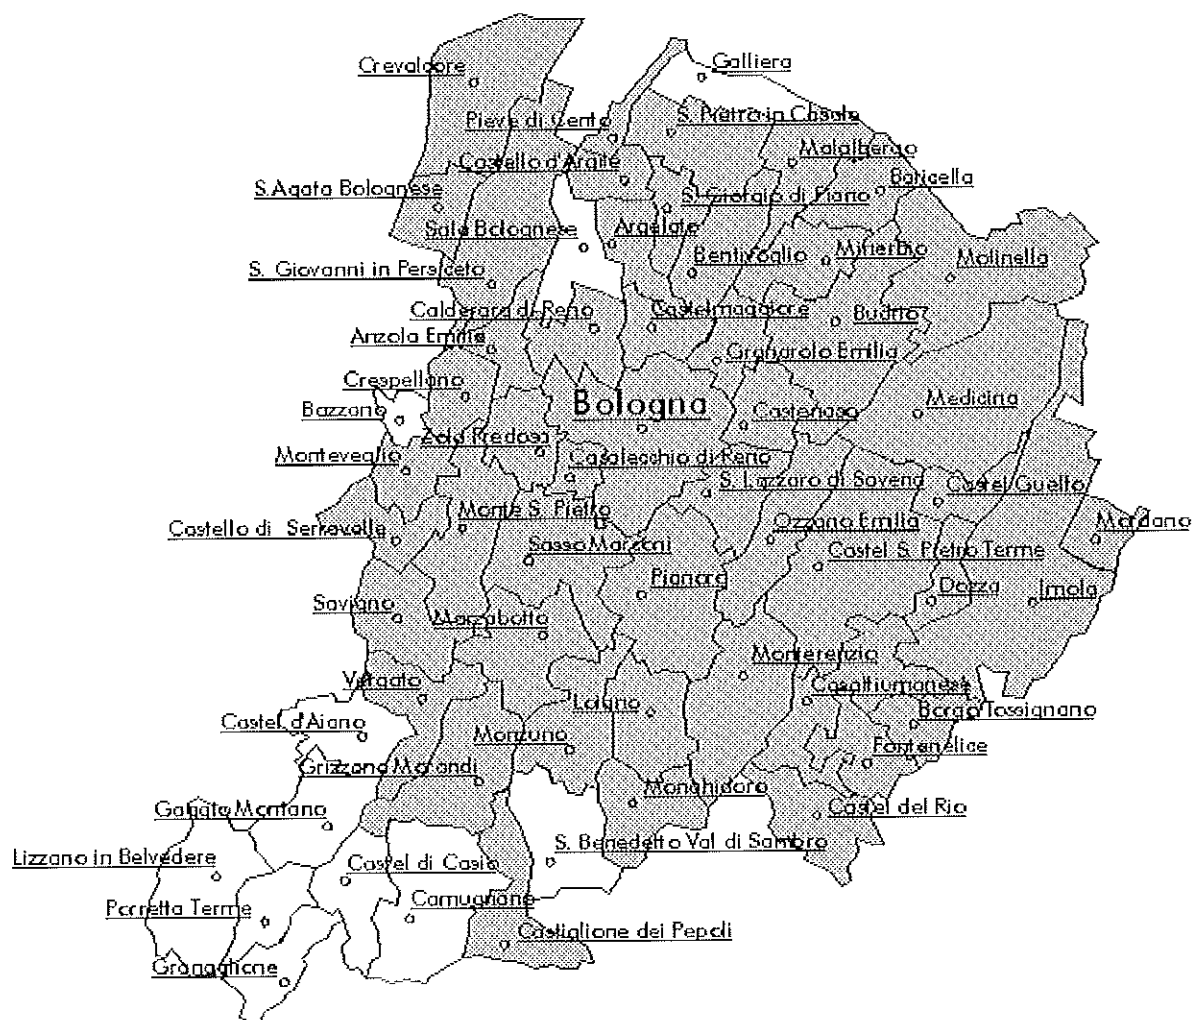 Galliera
Crevalcore
Pieve di Cento
S. Pietro in Casale
Castello d'Argile
Malalbergo
Baricella
S. Agata Bolognese
S. Giorgio di Piano
Sala Bolognese
Argelato
Bentivoglio
Minerbio
Molinella
S. Giovanni in Persiceto
Calderara di Reno
Castelmaggiore
Budrio
Anzola Emilia
Granarolo Emilia
Crespellano
Bologna
Medicina
Bazzano
Castenaso
Zola Predosa
Monteveglio
Casalecchio di Reno
S. Lazzaro di Savena
Castel Guelfo
Monte S. Pietro
Ozzano Emilia
Mordano
Castello di Serravalle
Sasso Marconi
Castel S. Pietro Terme
Pianoro
Dozza
Imola
Savigno
Marzabotto
Monterenzio
Vergato
Casalfiumanese
Loiano
Borgo Tossignano
Castel d'Aiano
Monzuno
Fontanelice
Grizzana Morandi
Monghidoro
Gaggio Montano
Castel del Rio
S. Benedetto Val di Sambro
Lizzano in Belvedere
Castel di Casio
Camugnano
Porretta Terme
Castiglione dei Pepoli
Granaglione